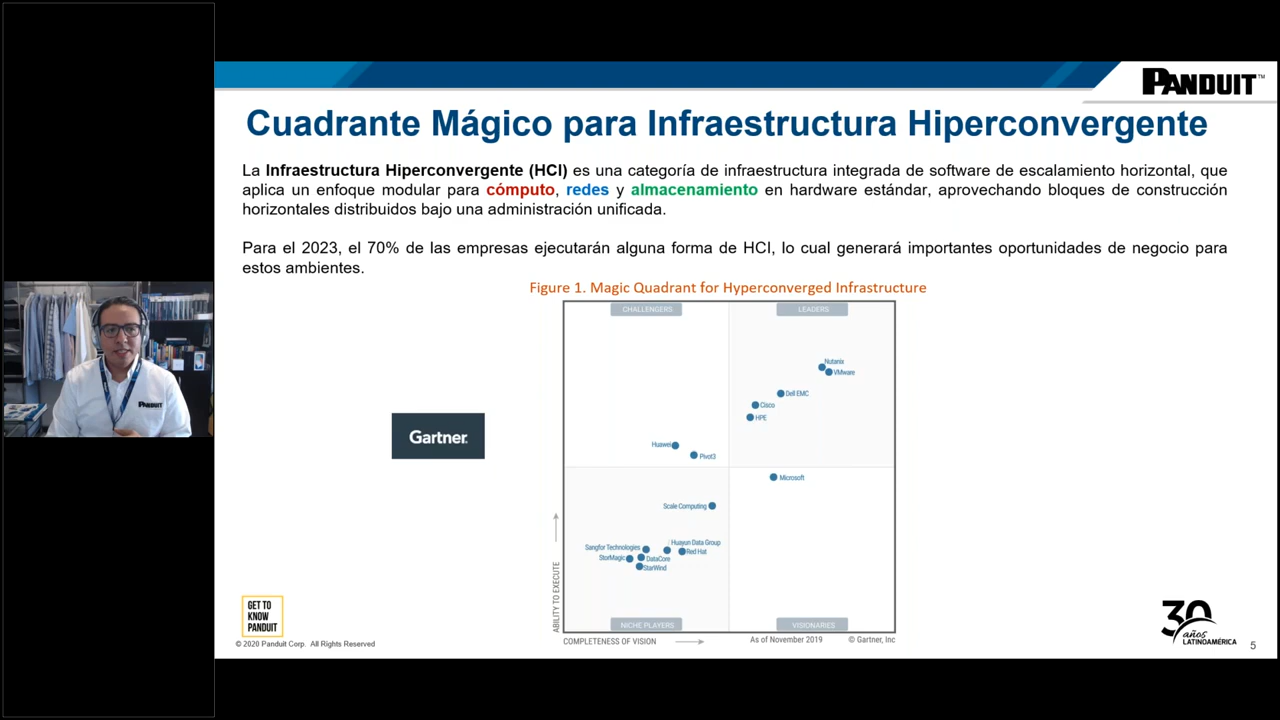 PANDUIT™
Cuadrante Mágico para Infraestructura Hiperconvergente
La Infraestructura Hiperconvergente (HCI) es una categoría de infraestructura integrada de software de escalamiento horizontal, que
aplica un enfoque modular para cómputo, redes y almacenamiento en hardware estándar, aprovechando bloques de construcción
horizontales distribuidos bajo una administración unificada.
Para el 2023, el 70% de las empresas ejecutarán alguna forma de HCI, lo cual generará importantes oportunidades de negocio para
estos ambientes.
Figure 1. Magic Quadrant for Hyperconverged Infrastructure
CHALLENGERS
LEADERS
Nutanix
VMware
Dell EMC
Cisco
HPE
PANDUIT
Gartner.
Huawei
Pivot3
Microsoft
Scale Computing
Huayun Data Group
Sangfor Technologies
Red Hat
StorMagic
DataCore
StarWind
ABILITY TO EXECUTE
NICHE PLAYERS
VISIONARIES
COMPLETENESS OF VISION
As of November 2019
© Gartner, Inc
GET TO
KNOW
PANDUIT
© 2020 Panduit Corp. All Rights Reserved
30
años
LATINOAMÉRICA
5